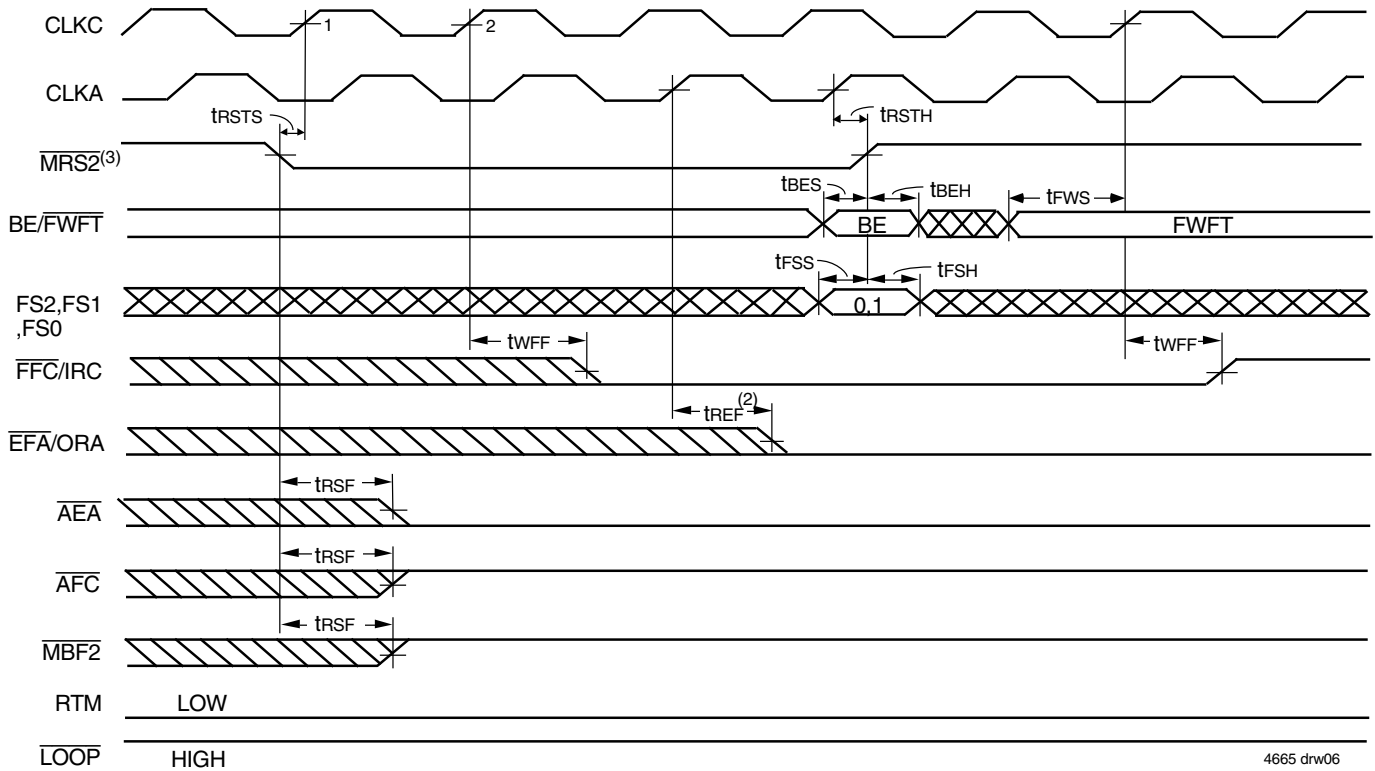 CLKC
1
2
CLKA
tRSTS
tRSTH
MRS2(3)
tBES
tBEH
tFWS
BE/FWFT
BE
FWFT
tFSS
tFSH
FS2,FS1
,FS0
0,1
tWFF
tWFF
FFC/IRC
tREF(2)
EFA/ORA
tRSF
AEA
tRSF
AFC
tRSF
MBF2
RTM
LOW
LOOP
HIGH
4665 drw06